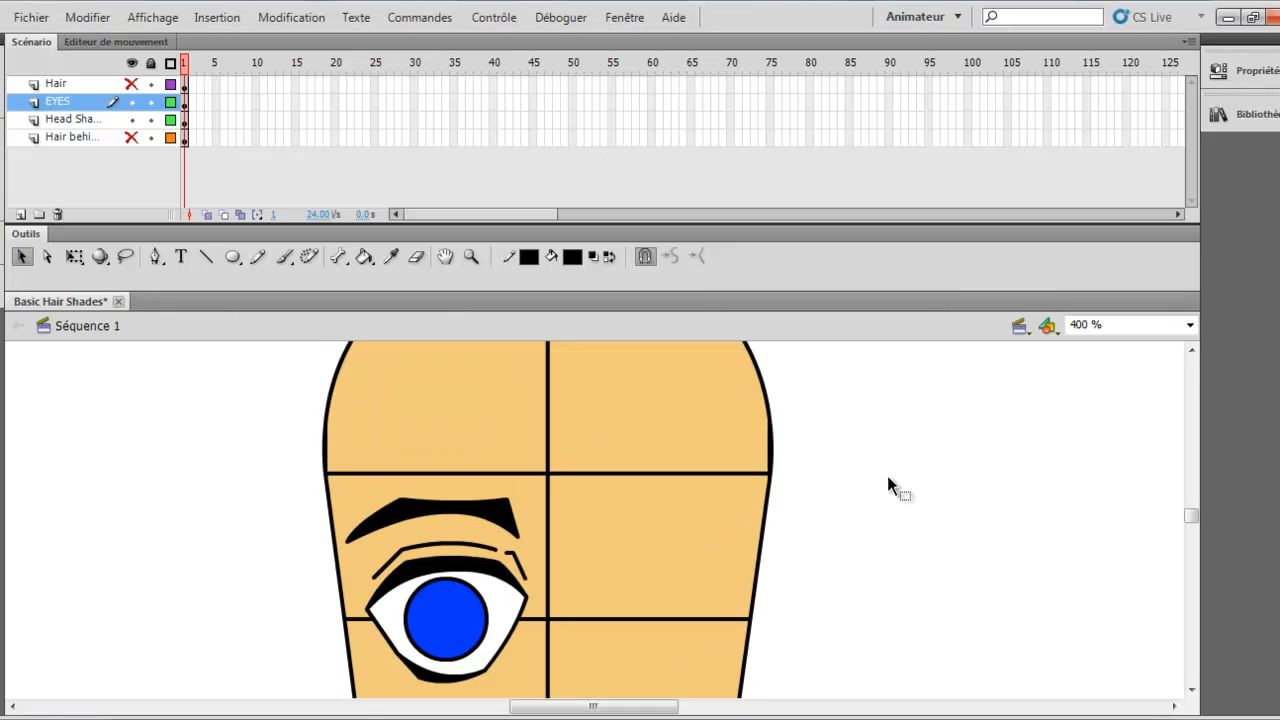 Fichier Modifier Affichage Insertion Modification Texte Commandes Contrôle Déboguer Fenêtre Aide Animateur CS Live
Scénario Editeur de mouvement
1 5 10 15 20 25 30 35 40 45 50 55 60 65 70 75 80 85 90 95 100 105 110 115 120 125
Propriété
Hair
EYES
Bibliothè
Head Sha...
Hair behi...
1 24.00 i/s 0.0 s
Outils
T
Basic Hair Shades*
Séquence 1 400 %